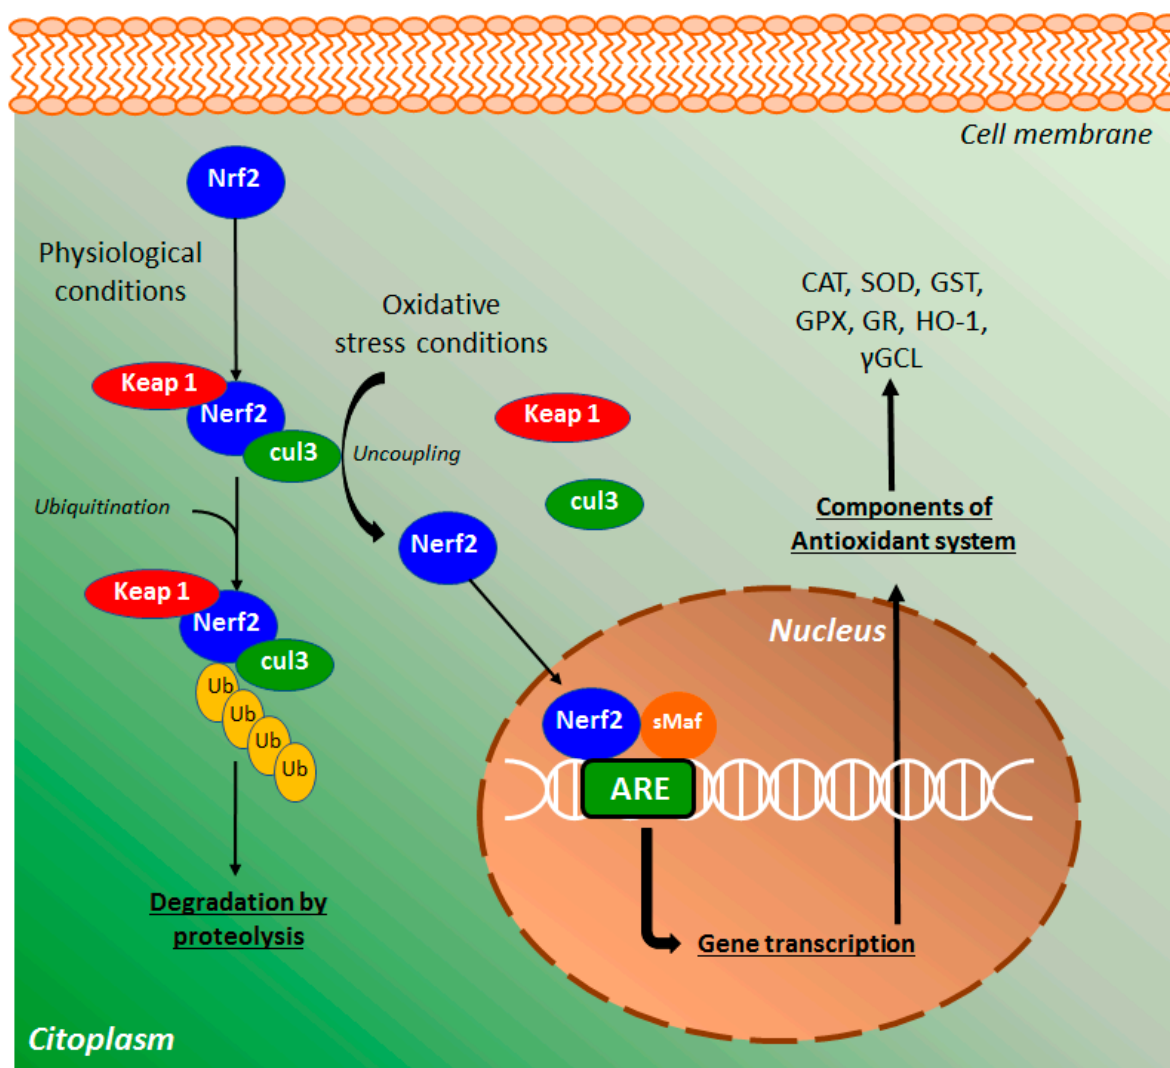 Cell membrane
Nrf2
Physiological
conditions
Oxidative
stress conditions
CAT, SOD, GST,
GPX, GR, HO-1,
γGCL
Keap 1
Nerf2
cul3
Uncoupling
Keap 1
cul3
Ubiquitination
Nerf2
Components of
Antioxidant system
Keap 1
Nerf2
cul3
Ub
Ub
Ub
Ub
Degradation by
proteolysis
Nucleus
Nerf2
sMaf
ARE
Gene transcription
Citoplasm